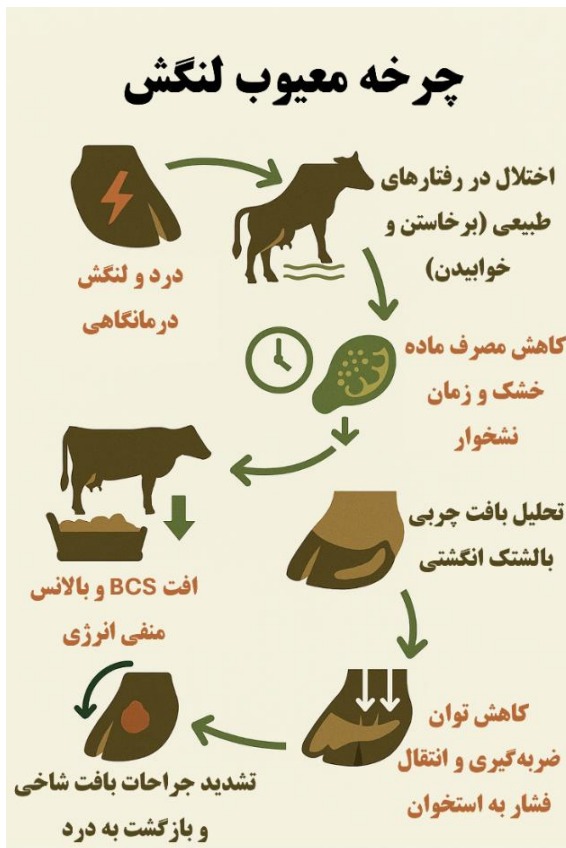 چرخه معیوب لنگش
درد و لنگش
درمانگاهی
اختلال در رفتارهای
طبیعی (برخاستن و
خوابیدن)
کاهش مصرف ماده
خشک و زمان
نشخوار
افت BCS و بالانس
منفی انرژی
تحلیل بافت چربی
بالشتک انگشتی
کاهش توان
ضربه‌گیری و انتقال
فشار به استخوان
تشدید جراحات بافت شاخی
و بازگشت به درد